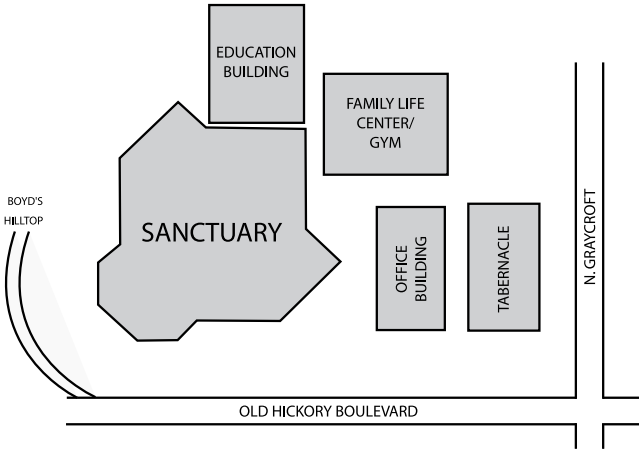 EDUCATION
BUILDING
FAMILY LIFE
CENTER/
GYM
BOYD'S
HILLTOP
SANCTUARY
OFFICE
BUILDING
TABERNACLE
N. GRAYCROFT
OLD HICKORY BOULEVARD